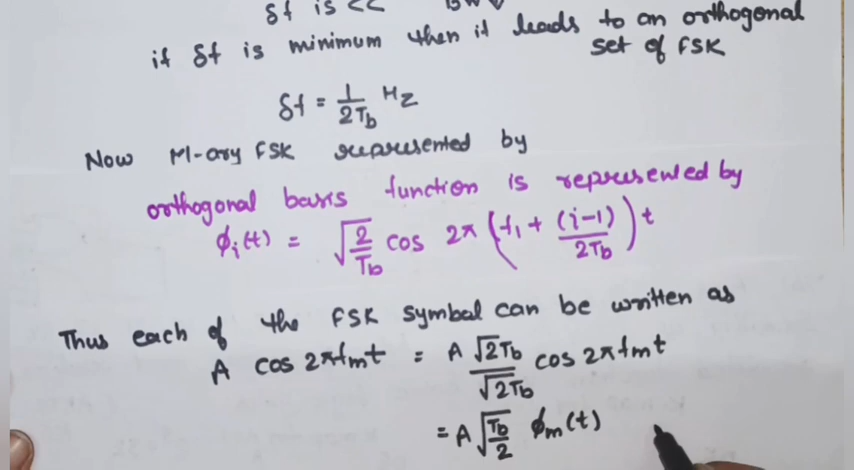 δf is <<
if δf is minimum then it leads to an orthogonal
set of FSK
δf = 1/2Tb Hz
Now M-ary FSK represented by
orthogonal basis function is represented by
ϕi(t) = √(2/Tb) cos 2π (f1 + (i-1)/2Tb) t
Thus each of the FSK symbol can be written as
A cos 2πfmt = A √2Tb/√2Tb cos 2πfmt
= A √(Tb/2) ϕm(t)